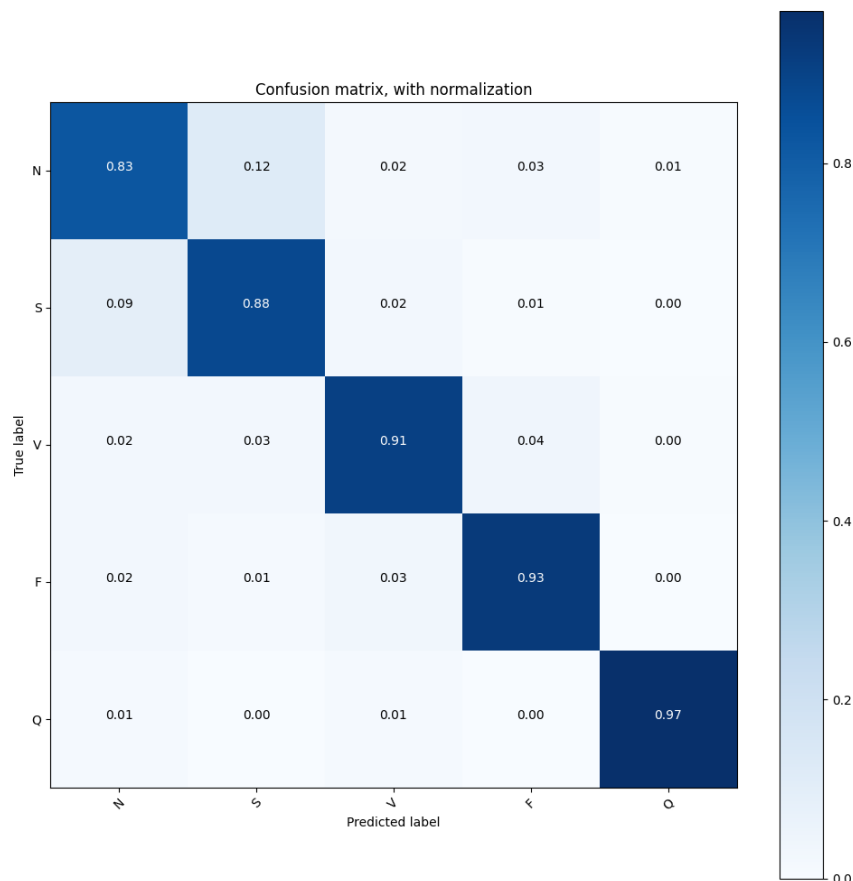 Confusion matrix, with normalization
N 0.83 0.12 0.02 0.03 0.01
0.8
S 0.09 0.88 0.02 0.01 0.00
0.6
True label
V 0.02 0.03 0.91 0.04 0.00
0.4
F 0.02 0.01 0.03 0.93 0.00
0.2
Q 0.01 0.00 0.01 0.00 0.97
N S V F Q
Predicted label
0.0